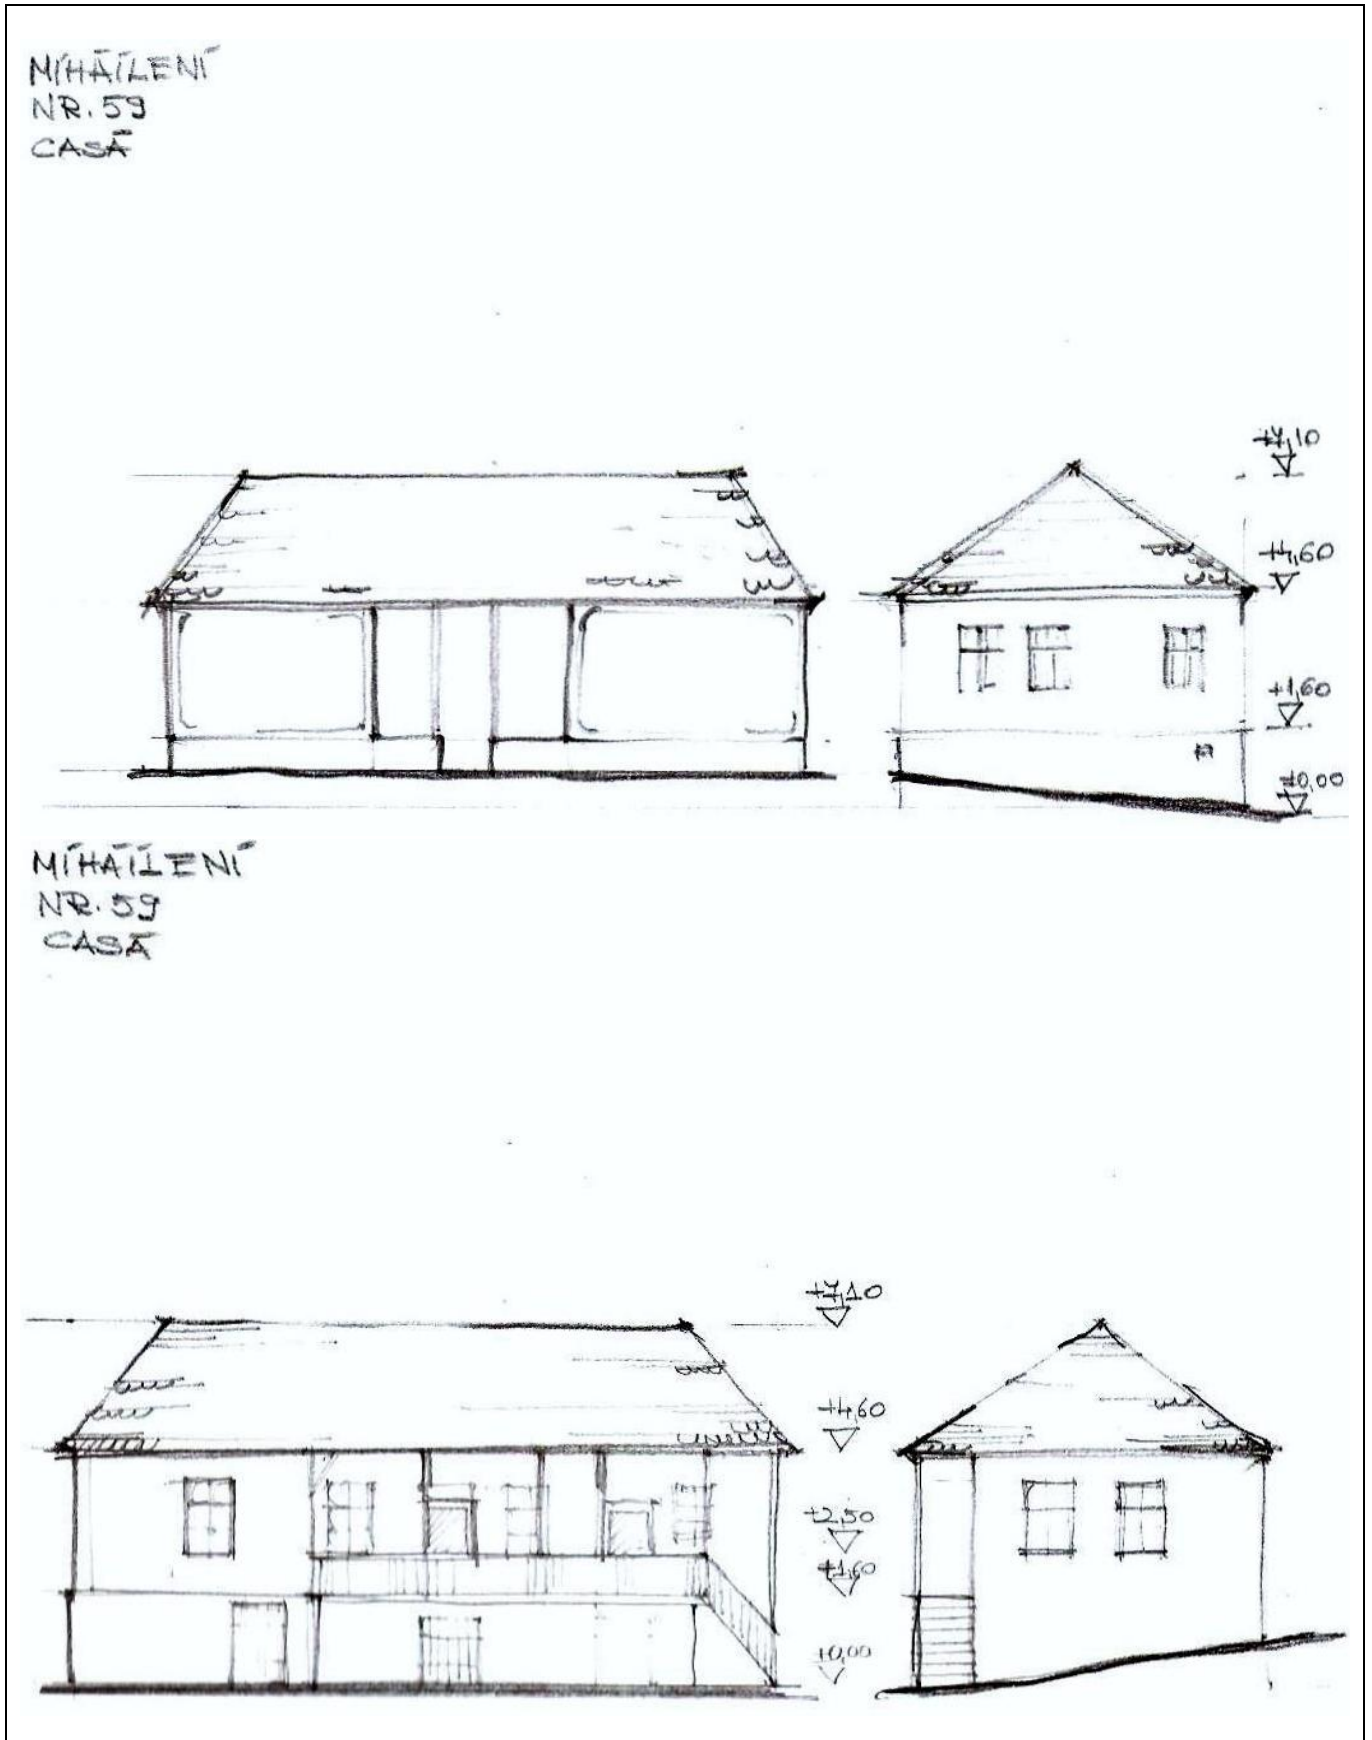 MIHĂILENI
NR. 59
CASĂ
+7,10
+4,60
+1,60
±0,00
MIHĂILENI
NR. 59
CASĂ
+7,10
+4,60
+2,50
+1,60
±0,00